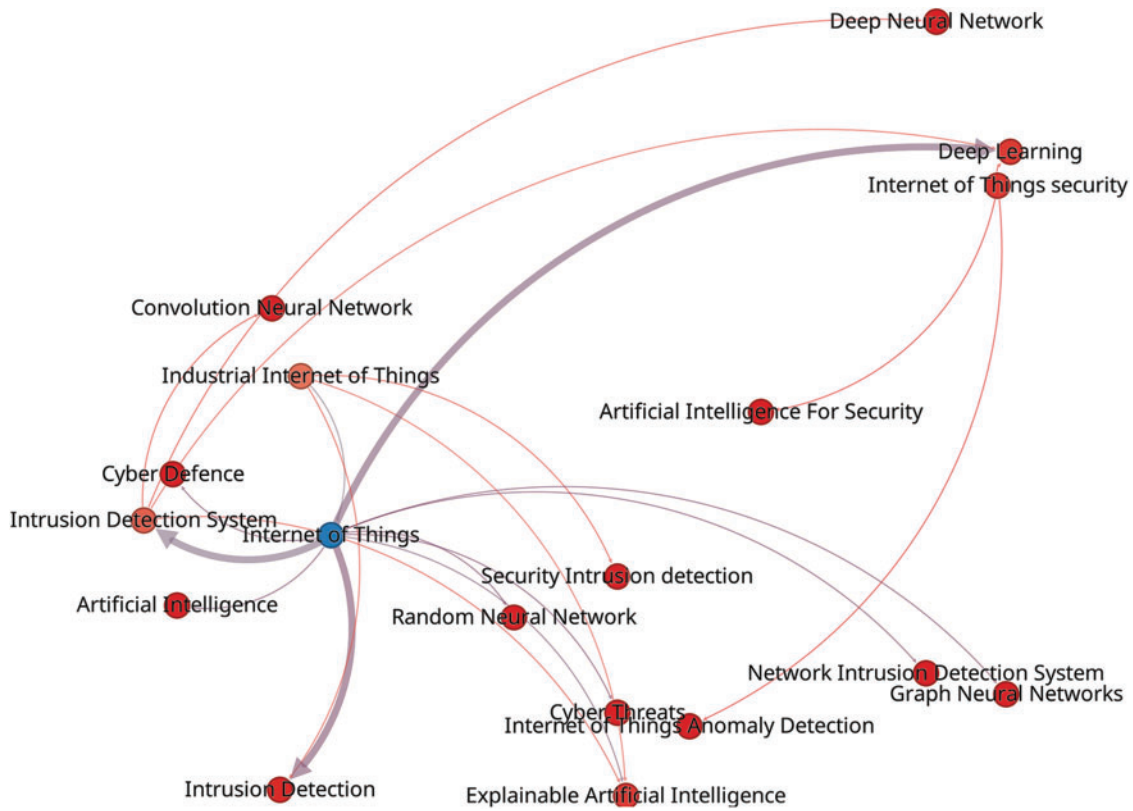 Deep Neural Network
Deep Learning
Internet of Things security
Convolution Neural Network
Industrial Internet of Things
Artificial Intelligence For Security
Cyber Defence
Intrusion Detection System
Internet of Things
Security Intrusion detection
Artificial Intelligence
Random Neural Network
Network Intrusion Detection System
Graph Neural Networks
Cyber Threats
Internet of Things Anomaly Detection
Intrusion Detection
Explainable Artificial Intelligence